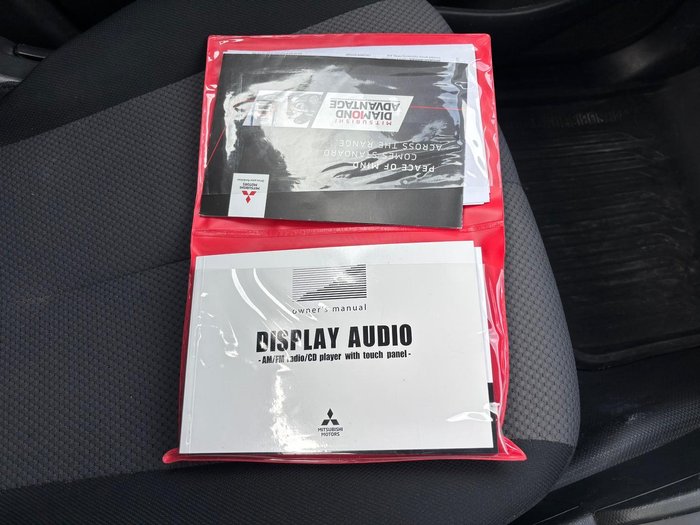 MITSUBISHI
DIAMOND
ADVANTAGE
PEACE OF MIND
COMES STANDARD
ACROSS THE RANGE
MITSUBISHI
MOTORS
owner's manual
DISPLAY AUDIO
-AM/FM radio/CD player with touch panel-
MITSUBISHI
MOTORS